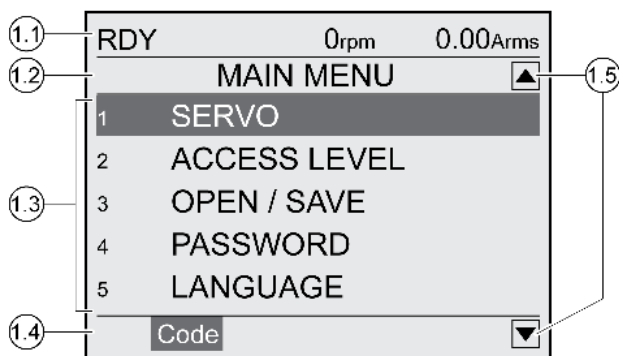 1.1 RDY 0rpm 0.00Arms
1.2 MAIN MENU 1.5
1 SERVO
2 ACCESS LEVEL
1.3 3 OPEN / SAVE
4 PASSWORD
5 LANGUAGE
1.4 Code